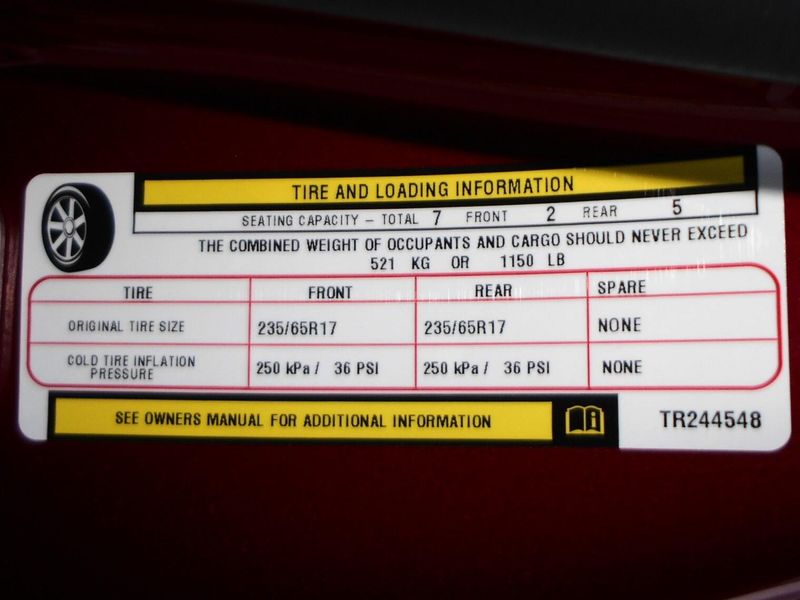 TIRE AND LOADING INFORMATION
SEATING CAPACITY – TOTAL 7 FRONT 2 REAR 5
THE COMBINED WEIGHT OF OCCUPANTS AND CARGO SHOULD NEVER EXCEED
521 KG OR 1150 LB
TIRE FRONT REAR SPARE
ORIGINAL TIRE SIZE 235/65R17 235/65R17 NONE
COLD TIRE INFLATION
PRESSURE 250 kPa / 36 PSI 250 kPa / 36 PSI NONE
SEE OWNERS MANUAL FOR ADDITIONAL INFORMATION i TR244548